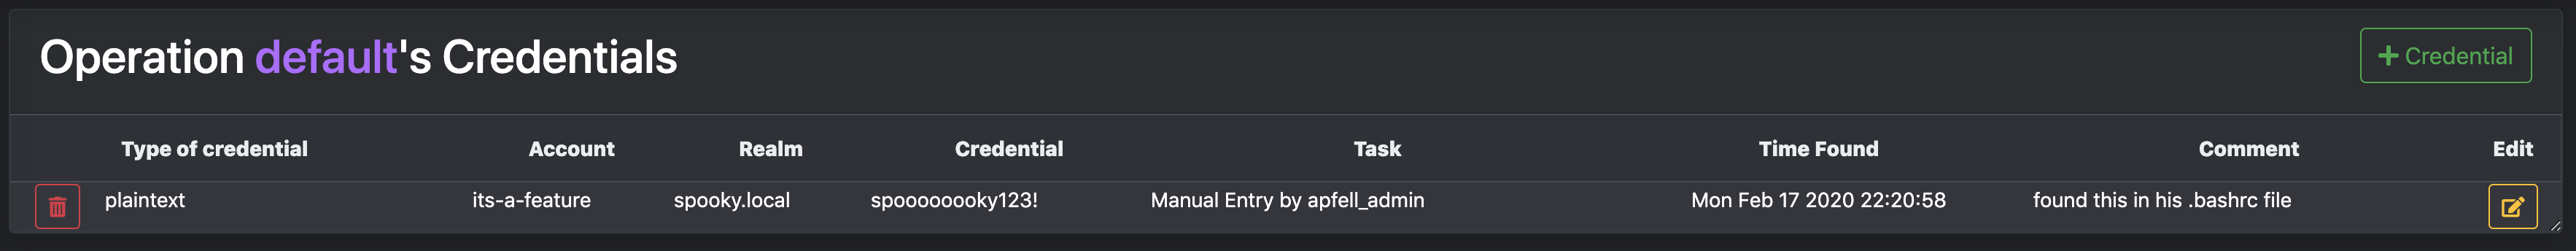 Operation default's Credentials
+ Credential
Type of credential Account Realm Credential Task Time Found Comment Edit
plaintext its-a-feature spooky.local spooooooooky123! Manual Entry by apfell_admin Mon Feb 17 2020 22:20:58 found this in his .bashrc file